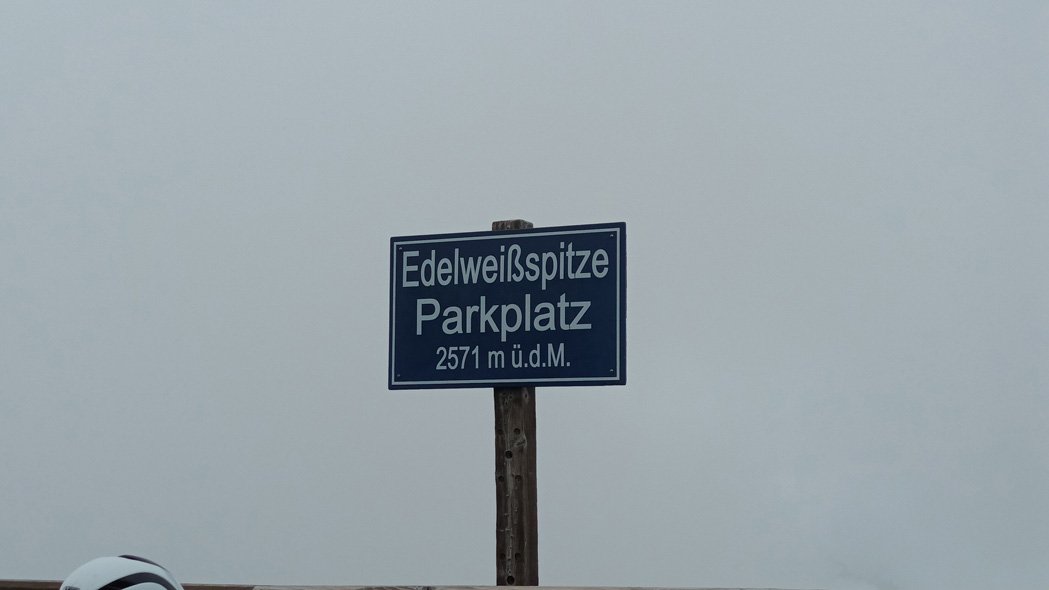 Edelweißspitze
Parkplatz
2571 m ü.d.M.